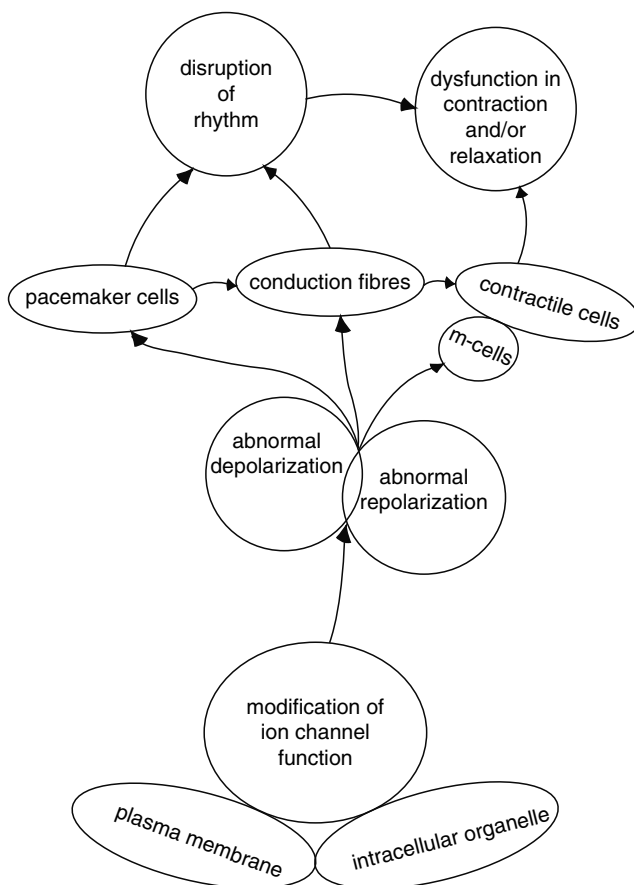 disruption
of
rhythm
dysfunction in
contraction
and/or
relaxation
pacemaker cells
conduction fibres
contractile cells
m-cells
abnormal
depolarization
abnormal
repolarization
modification of
ion channel
function
plasma membrane
intracellular organelle